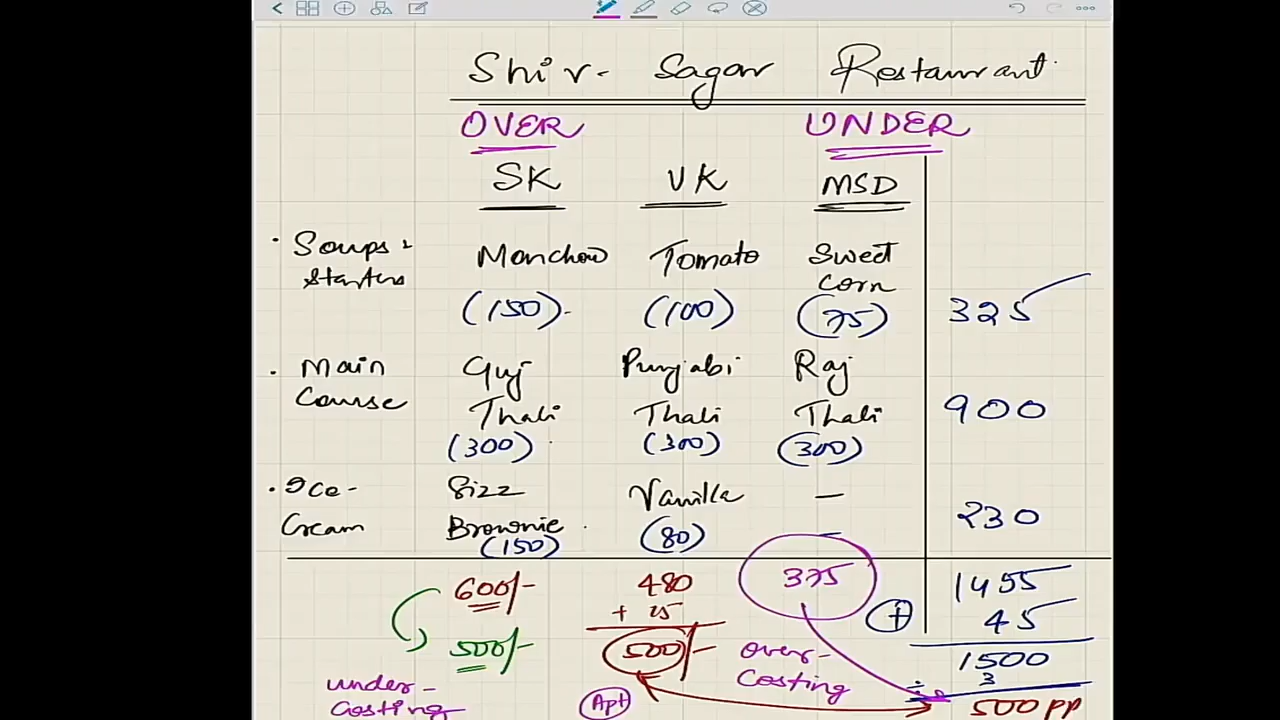 Shiv- Sagar Restaurant
OVER UNDER
SK VK MSD
• Soups & Starters Manchow Tomato Sweet corn
(150) (100) (75) 325
• Main Course Guj Thali Punjabi Thali Raj Thali
(300) (300) (300) 900
• Ice- Cream Sizz Brownie Vanilla —
(150) (80) — 230
600/- 480 375 1455
+ 15 + 45
500/- 500/- over- costing 1500
under- costing Apt ÷ 3
500 PP